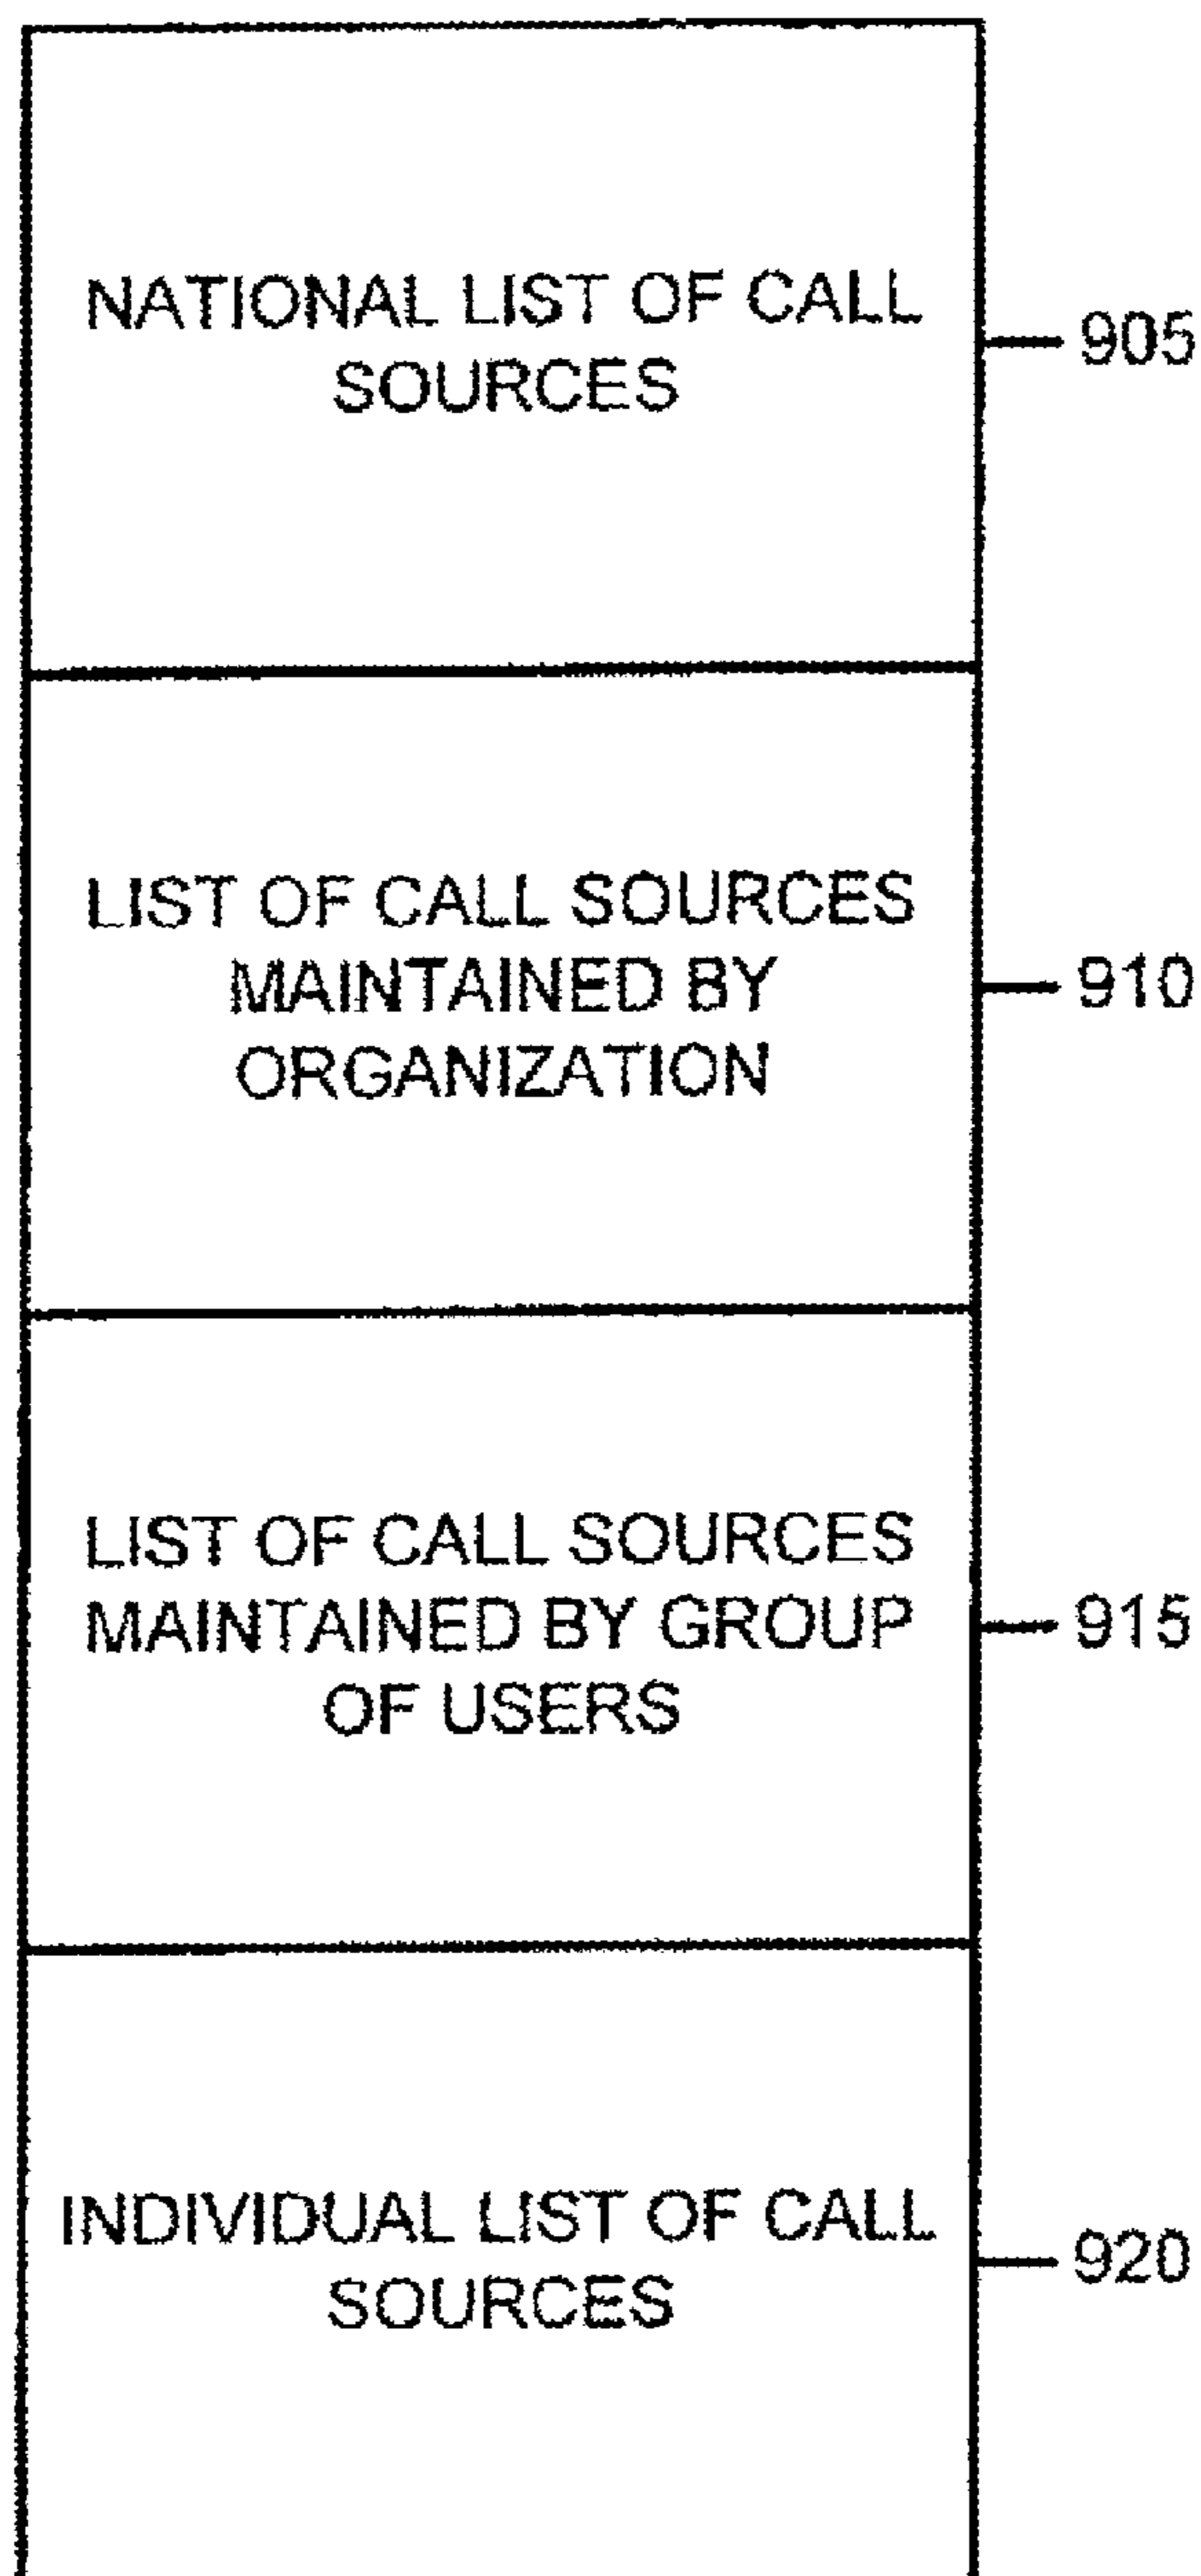 NATIONAL LIST OF CALL
SOURCES
905
LIST OF CALL SOURCES
MAINTAINED BY
ORGANIZATION
910
LIST OF CALL SOURCES
MAINTAINED BY GROUP
OF USERS
915
INDIVIDUAL LIST OF CALL
SOURCES
920